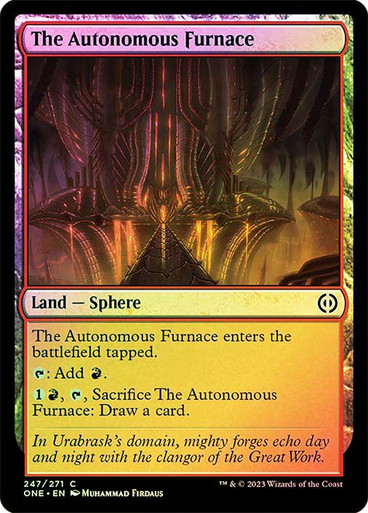 The Autonomous Furnace
Land — Sphere
The Autonomous Furnace enters the
battlefield tapped.
: Add .
1, , Sacrifice The Autonomous
Furnace: Draw a card.
In Urabrask's domain, mighty forges echo day
and night with the clangor of the Great Work.
247/271 C
ONE • EN Muhammad Firdaus
™ & © 2023 Wizards of the Coast